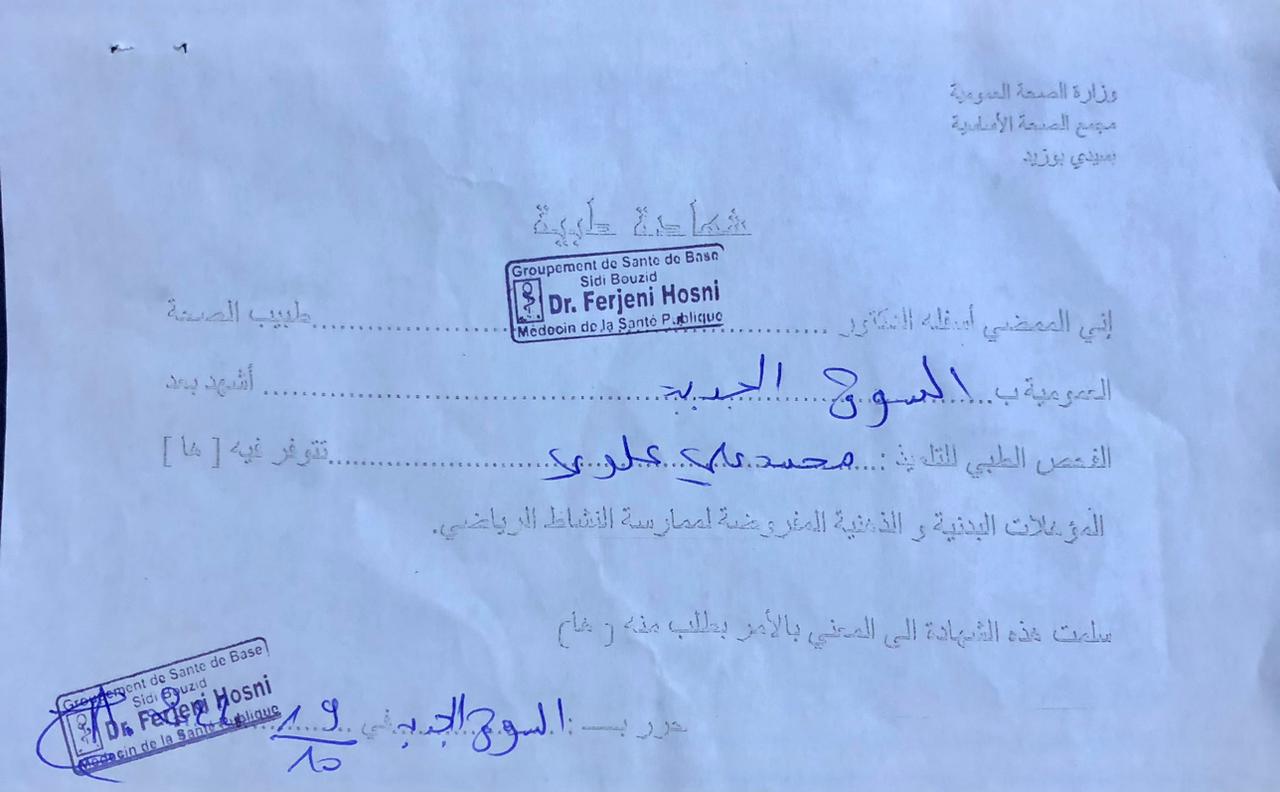 وزارة الصحة العمومية
مجمع الصحة الأساسية
بسيدي بوزيد
شهادة طبية
Groupement de Sante de Base
Sidi Bouzid
Dr. Ferjeni Hosni
Médecin de la Santé Publique
إني الممضي أسفله الدكتور .................... طبيب الصحة
العمومية ب.. السوق الجديد .................... أشهد بعد
الفحص الطبي للتلميذ : محمد علي علوي .................... تتوفر فيه [ ها ]
المؤهلات البدنية و الذهنية المفروضة لممارسة النشاط الرياضي.
سلمت هذه الشهادة الى المعني بالأمر بطلب منه ( ها)
حرر بـــ : السوق الجديد في 19/10
Groupement de Sante de Base
Sidi Bouzid
Dr. Ferjeni Hosni
Médecin de la Santé Publique